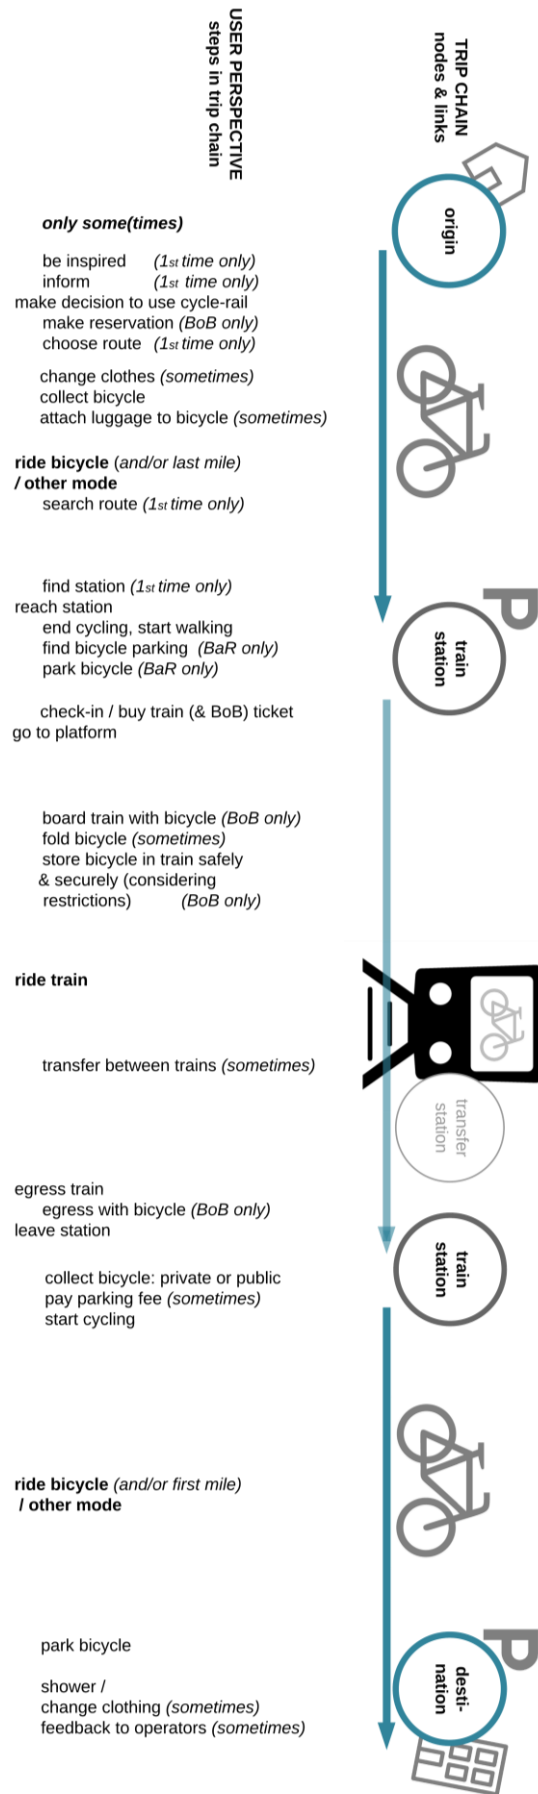 USER PERSPECTIVE
steps in trip chain
TRIP CHAIN
nodes & links
origin
only some(times)
be inspired (1st time only)
inform (1st time only)
make decision to use cycle-rail
make reservation (BoB only)
choose route (1st time only)
change clothes (sometimes)
collect bicycle
attach luggage to bicycle (sometimes)
ride bicycle (and/or last mile)
/ other mode
search route (1st time only)
find station (1st time only)
reach station
end cycling, start walking
find bicycle parking (BaR only)
park bicycle (BaR only)
P
train
station
check-in / buy train (& BoB) ticket
go to platform
board train with bicycle (BoB only)
fold bicycle (sometimes)
store bicycle in train safely
& securely (considering
restrictions) (BoB only)
ride train
transfer between trains (sometimes)
transfer
station
egress train
egress with bicycle (BoB only)
leave station
train
station
collect bicycle: private or public
pay parking fee (sometimes)
start cycling
ride bicycle (and/or first mile)
/ other mode
park bicycle
P
desti-
nation
shower /
change clothing (sometimes)
feedback to operators (sometimes)